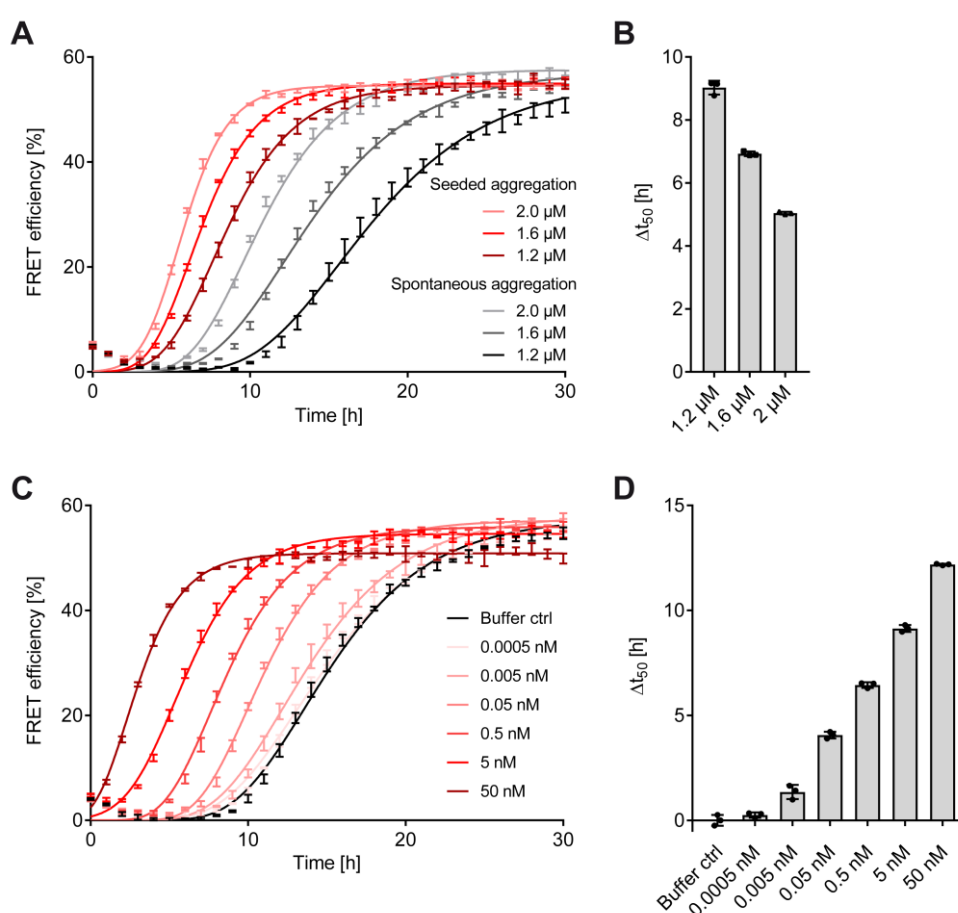 A
60
40
20
0
FRET efficiency [%]
0
10
20
30
Time [h]
Seeded aggregation
2.0 µM
1.6 µM
1.2 µM
Spontaneous aggregation
2.0 µM
1.6 µM
1.2 µM
B
10
8
6
4
2
0
Δt50 [h]
1.2 µM
1.6 µM
2 µM
C
60
40
20
0
FRET efficiency [%]
0
10
20
30
Time [h]
Buffer ctrl
0.0005 nM
0.005 nM
0.05 nM
0.5 nM
5 nM
50 nM
D
15
10
5
0
Δt50 [h]
Buffer ctrl
0.0005 nM
0.005 nM
0.05 nM
0.5 nM
5 nM
50 nM